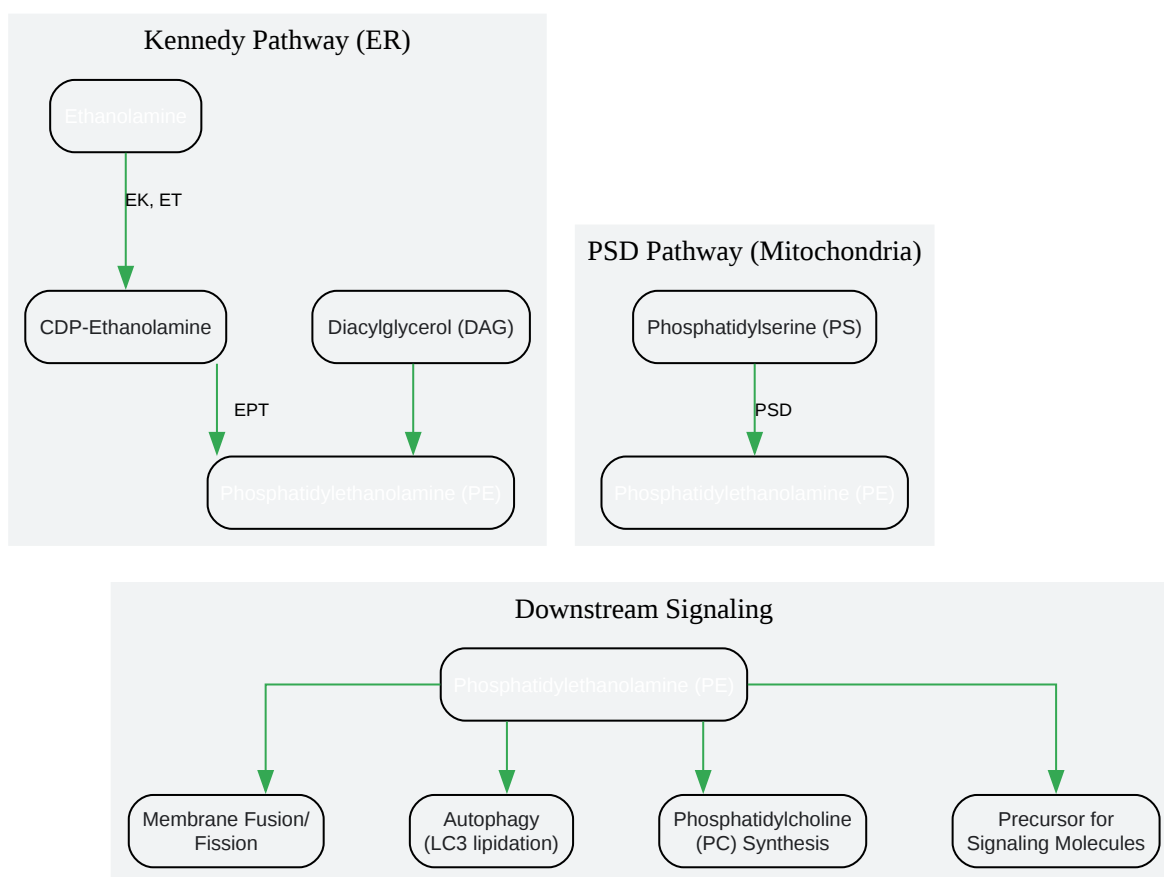 Kennedy Pathway (ER)
Ethanolamine
EK, ET
CDP-Ethanolamine
Diacylglycerol (DAG)
EPT
Phosphatidylethanolamine (PE)
PSD Pathway (Mitochondria)
Phosphatidylserine (PS)
PSD
Phosphatidylethanolamine (PE)
Downstream Signaling
Phosphatidylethanolamine (PE)
Membrane Fusion/
Fission
Autophagy
(LC3 lipidation)
Phosphatidylcholine
(PC) Synthesis
Precursor for
Signaling Molecules